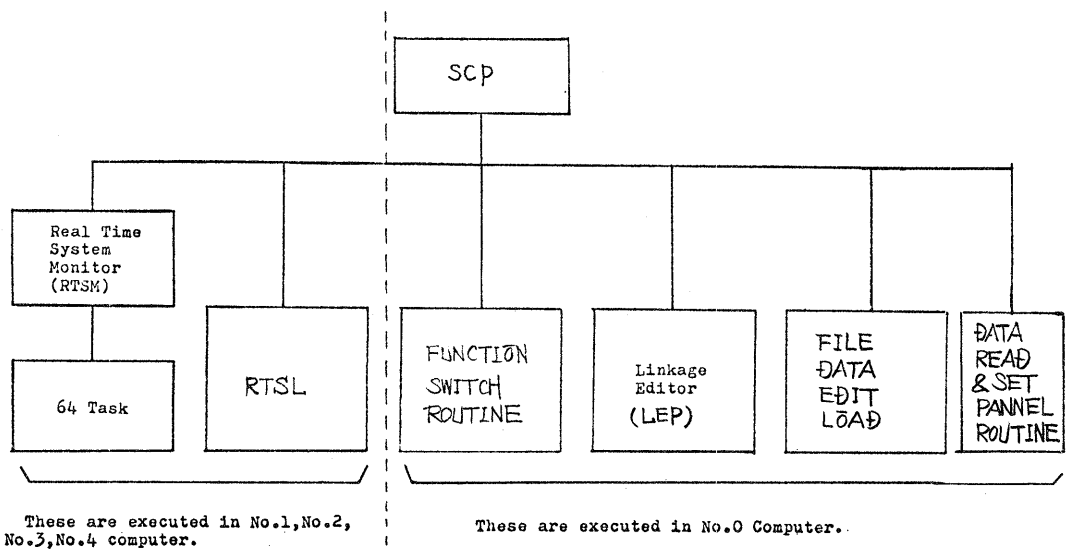 SCP
Real Time
System
Monitor
(RTSM)
64 Task
RTSL
FUNCTION
SWITCH
ROUTINE
Linkage
Editor
(LEP)
FILE
DATA
EDIT
LOAD
DATA
READ
& SET
PANNEL
ROUTINE
These are executed in No.1,No.2,
No.3,No.4 computer.
These are executed in No.0 Computer.